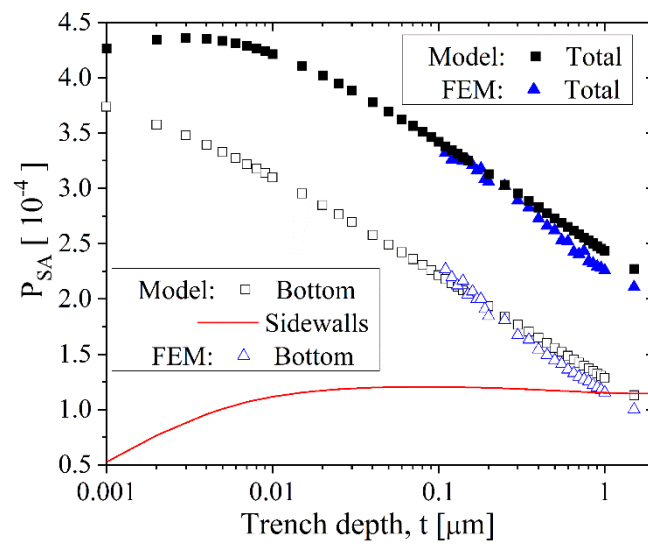 4.5
4.0
3.5
3.0
2.5
2.0
1.5
1.0
0.5
P_SA [ 10^-4 ]
Model: ■ Total
FEM: ▲ Total
Model: □ Bottom
Sidewalls
FEM: △ Bottom
0.001 0.01 0.1 1
Trench depth, t [μm]